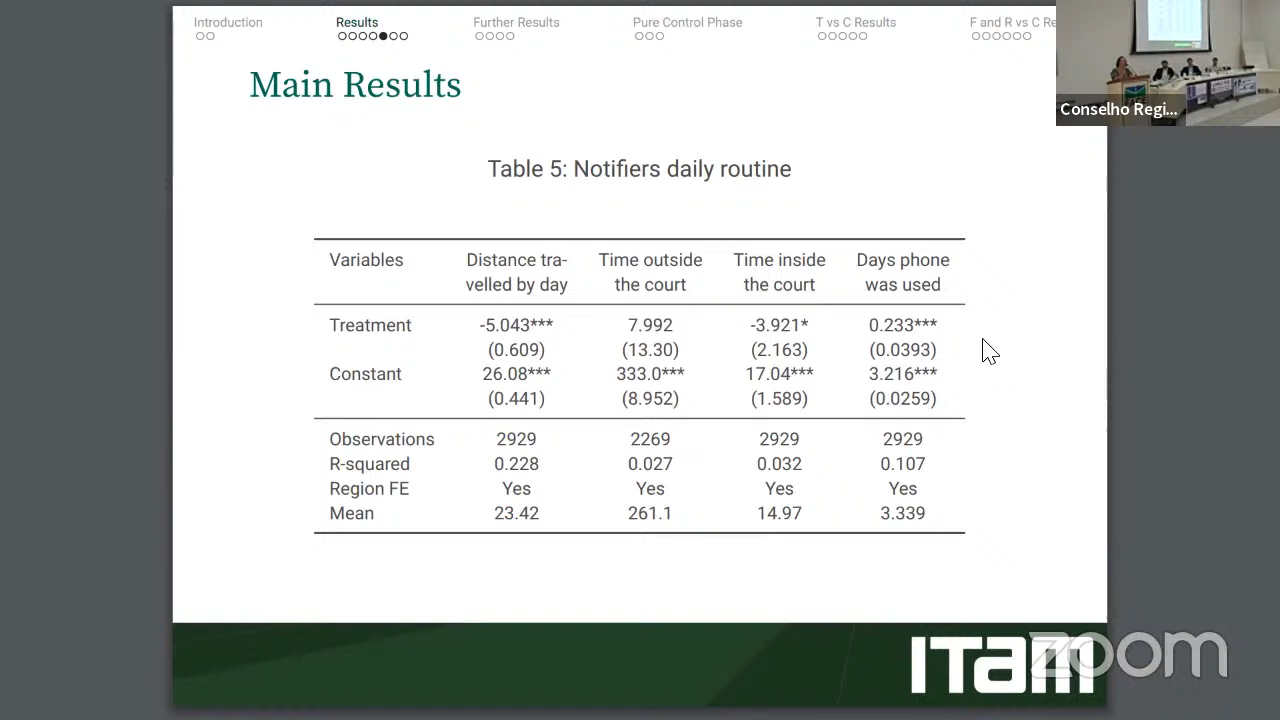 Introduction Results Further Results Pure Control Phase T vs C Results F and R vs C Re
Conselho Regi...
Main Results
Table 5: Notifiers daily routine
Variables Distance tra- Time outside Time inside Days phone
velled by day the court the court was used
Treatment -5.043*** 7.992 -3.921* 0.233***
(0.609) (13.30) (2.163) (0.0393)
Constant 26.08*** 333.0*** 17.04*** 3.216***
(0.441) (8.952) (1.589) (0.0259)
Observations 2929 2269 2929 2929
R-squared 0.228 0.027 0.032 0.107
Region FE Yes Yes Yes Yes
Mean 23.42 261.1 14.97 3.339
ITAM
zoom